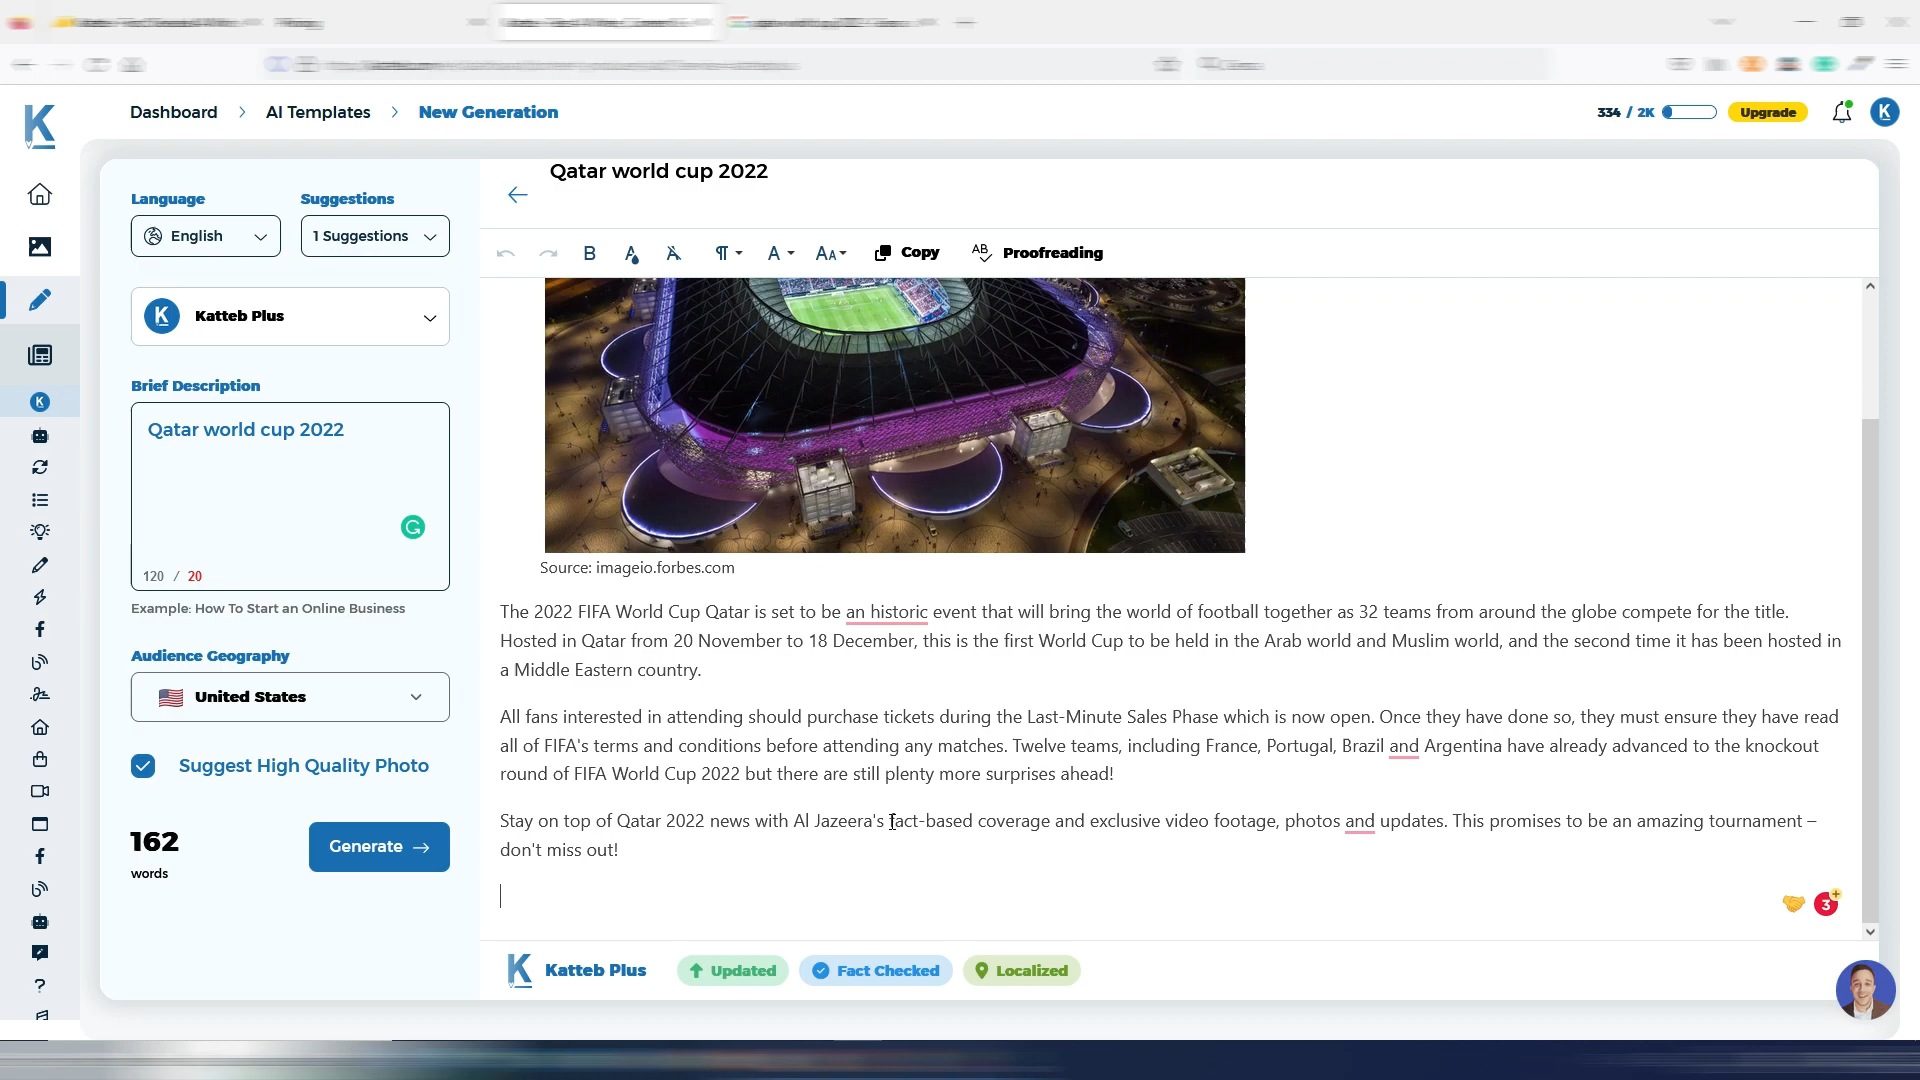 Dashboard > AI Templates > New Generation
334 / 2K
Upgrade
K
Language
Suggestions
English
1 Suggestions
Katteb Plus
Brief Description
Qatar world cup 2022
120 / 20
Example: How To Start an Online Business
Audience Geography
United States
Suggest High Quality Photo
162
words
Generate
Qatar world cup 2022
Copy
Proofreading
Source: imageio.forbes.com
The 2022 FIFA World Cup Qatar is set to be an historic event that will bring the world of football together as 32 teams from around the globe compete for the title.
Hosted in Qatar from 20 November to 18 December, this is the first World Cup to be held in the Arab world and Muslim world, and the second time it has been hosted in
a Middle Eastern country.
All fans interested in attending should purchase tickets during the Last-Minute Sales Phase which is now open. Once they have done so, they must ensure they have read
all of FIFA's terms and conditions before attending any matches. Twelve teams, including France, Portugal, Brazil and Argentina have already advanced to the knockout
round of FIFA World Cup 2022 but there are still plenty more surprises ahead!
Stay on top of Qatar 2022 news with Al Jazeera's fact-based coverage and exclusive video footage, photos and updates. This promises to be an amazing tournament –
don't miss out!
3
Katteb Plus
Updated
Fact Checked
Localized